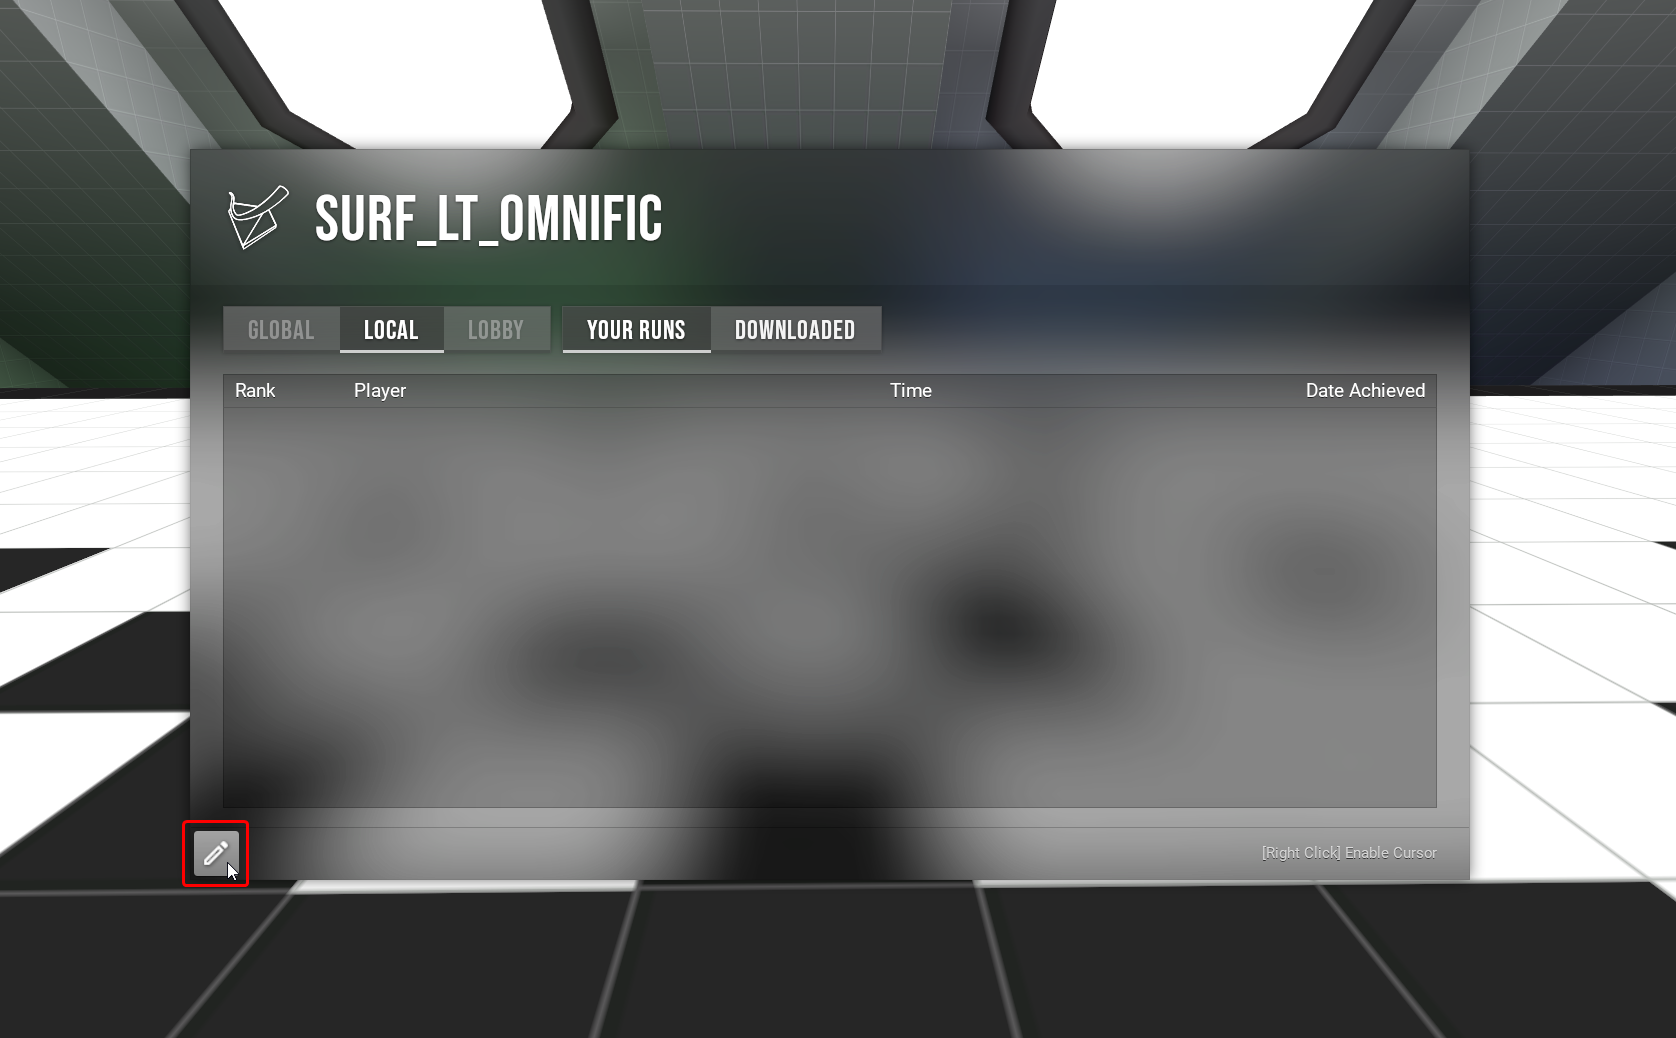 SURF_LT_OMNIFIC
GLOBAL LOCAL LOBBY YOUR RUNS DOWNLOADED
Rank Player Time Date Achieved
[Right Click] Enable Cursor